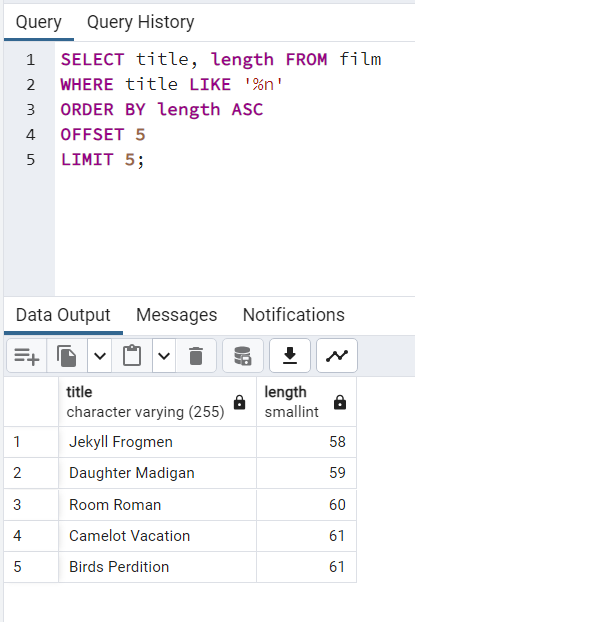 Query Query History
1 SELECT title, length FROM film
2 WHERE title LIKE '%n'
3 ORDER BY length ASC
4 OFFSET 5
5 LIMIT 5;
Data Output Messages Notifications
title length
character varying (255) smallint
1 Jekyll Frogmen 58
2 Daughter Madigan 59
3 Room Roman 60
4 Camelot Vacation 61
5 Birds Perdition 61